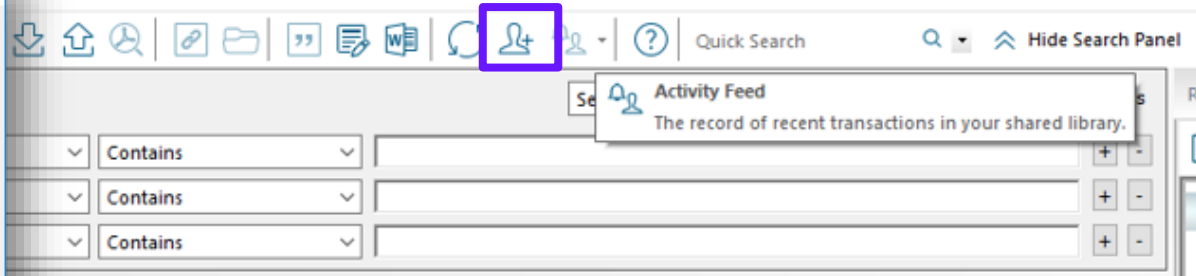 Quick Search
Hide Search Panel
Se
Activity Feed
s
R
The record of recent transactions in your shared library.
Contains
+ -
Contains
+ -
Contains
+ -